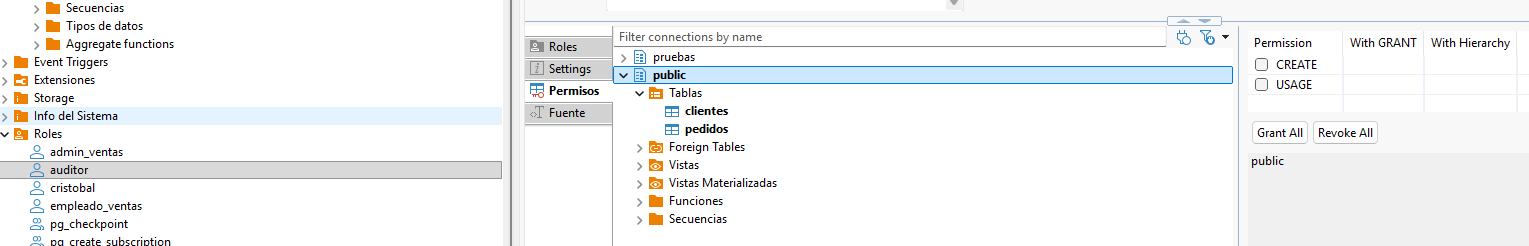 Secuencias
Tipos de datos
Aggregate functions
Event Triggers
Extensiones
Storage
Info del Sistema
Roles
admin_ventas
auditor
cristobal
empleado_ventas
pg_checkpoint
pg_create_subscription
Roles
Settings
Permisos
Fuente
Filter connections by name
pruebas
public
Tablas
clientes
pedidos
Foreign Tables
Vistas
Vistas Materializadas
Funciones
Secuencias
Permission With GRANT With Hierarchy
CREATE
USAGE
Grant All Revoke All
public